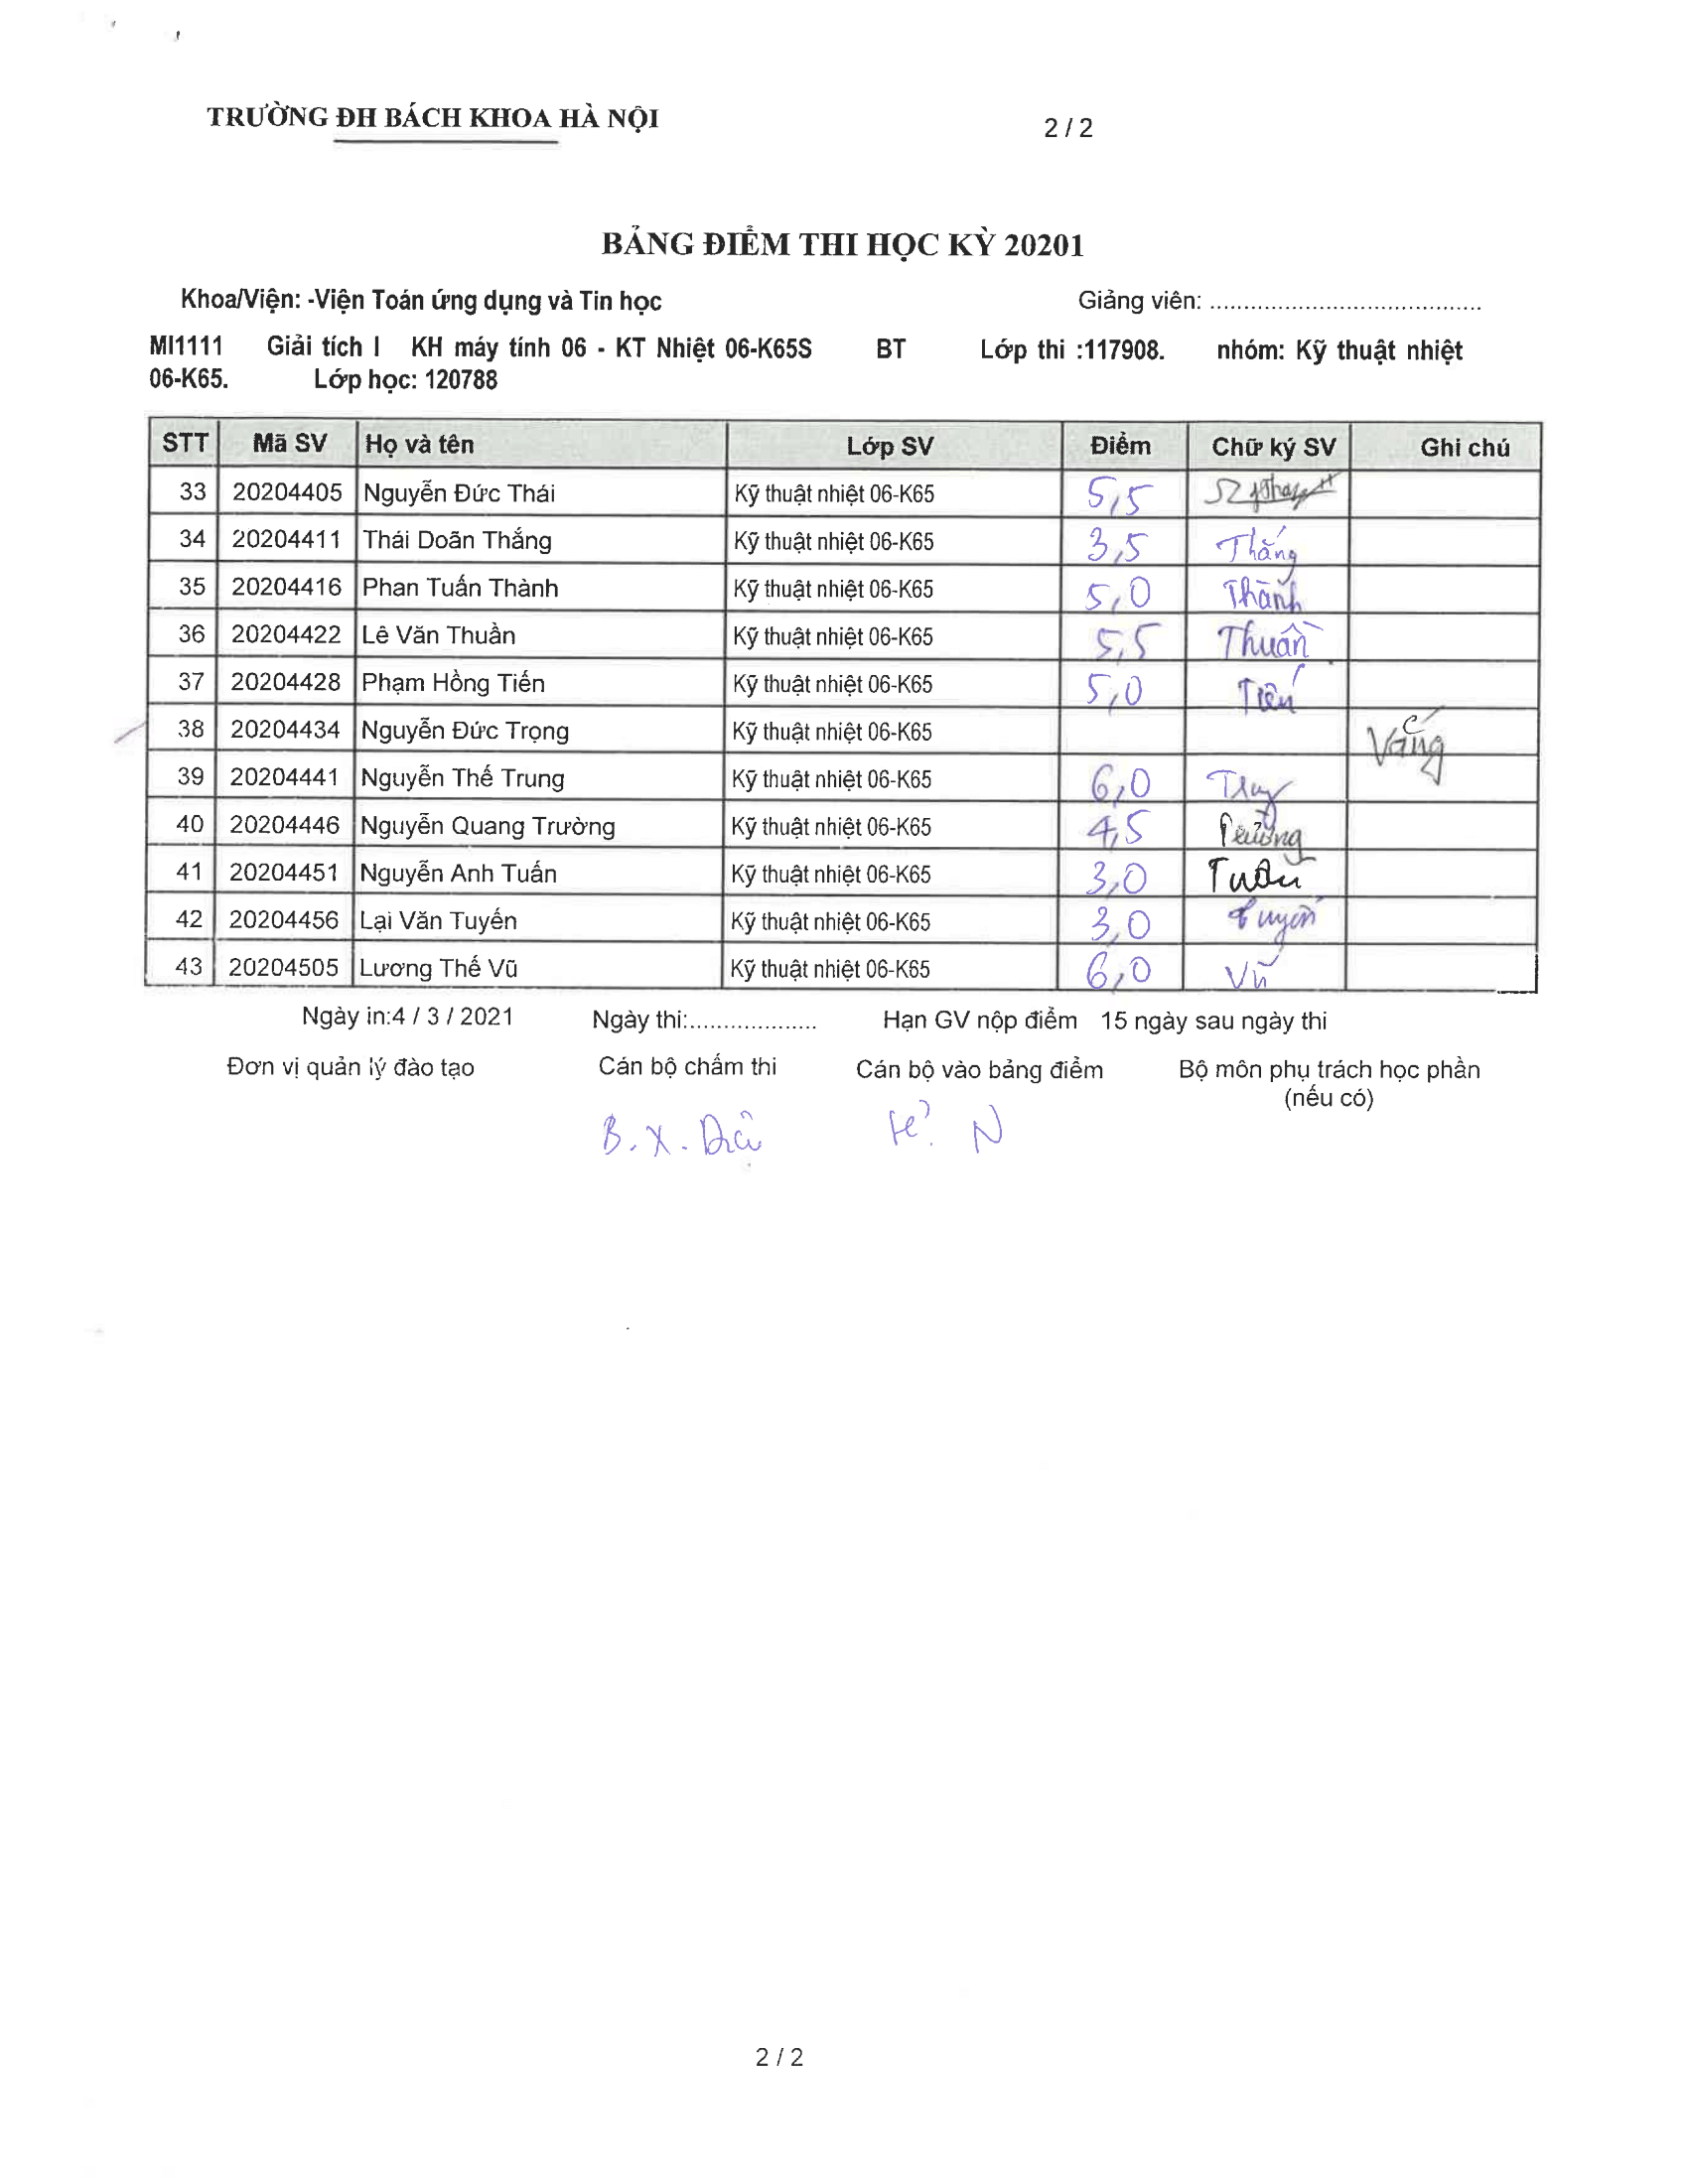 TRƯỜNG ĐH BÁCH KHOA HÀ NỘI 2 / 2
BẢNG ĐIỂM THI HỌC KỲ 20201
Khoa/Viện: -Viện Toán ứng dụng và Tin học Giảng viên: ........................................
MI1111 Giải tích I KH máy tính 06 - KT Nhiệt 06-K65S BT Lớp thi :117908. nhóm: Kỹ thuật nhiệt
06-K65. Lớp học: 120788
STT Mã SV Họ và tên Lớp SV Điểm Chữ ký SV Ghi chú
33 20204405 Nguyễn Đức Thái Kỹ thuật nhiệt 06-K65 5,5
34 20204411 Thái Doãn Thắng Kỹ thuật nhiệt 06-K65 3,5 Thắng
35 20204416 Phan Tuấn Thành Kỹ thuật nhiệt 06-K65 5,0 Thành
36 20204422 Lê Văn Thuần Kỹ thuật nhiệt 06-K65 5,5 Thuần
37 20204428 Phạm Hồng Tiến Kỹ thuật nhiệt 06-K65 5,0 Tiến
38 20204434 Nguyễn Đức Trọng Kỹ thuật nhiệt 06-K65 Vắng
39 20204441 Nguyễn Thế Trung Kỹ thuật nhiệt 06-K65 6,0
40 20204446 Nguyễn Quang Trường Kỹ thuật nhiệt 06-K65 4,5 Trường
41 20204451 Nguyễn Anh Tuấn Kỹ thuật nhiệt 06-K65 3,0 Tuấn
42 20204456 Lại Văn Tuyến Kỹ thuật nhiệt 06-K65 3,0 Tuyến
43 20204505 Lương Thế Vũ Kỹ thuật nhiệt 06-K65 6,0 Vũ
Ngày in:4 / 3 / 2021 Ngày thi:................... Hạn GV nộp điểm 15 ngày sau ngày thi
Đơn vị quản lý đào tạo Cán bộ chấm thi Cán bộ vào bảng điểm Bộ môn phụ trách học phần
(nếu có)
B. X. N
2 / 2